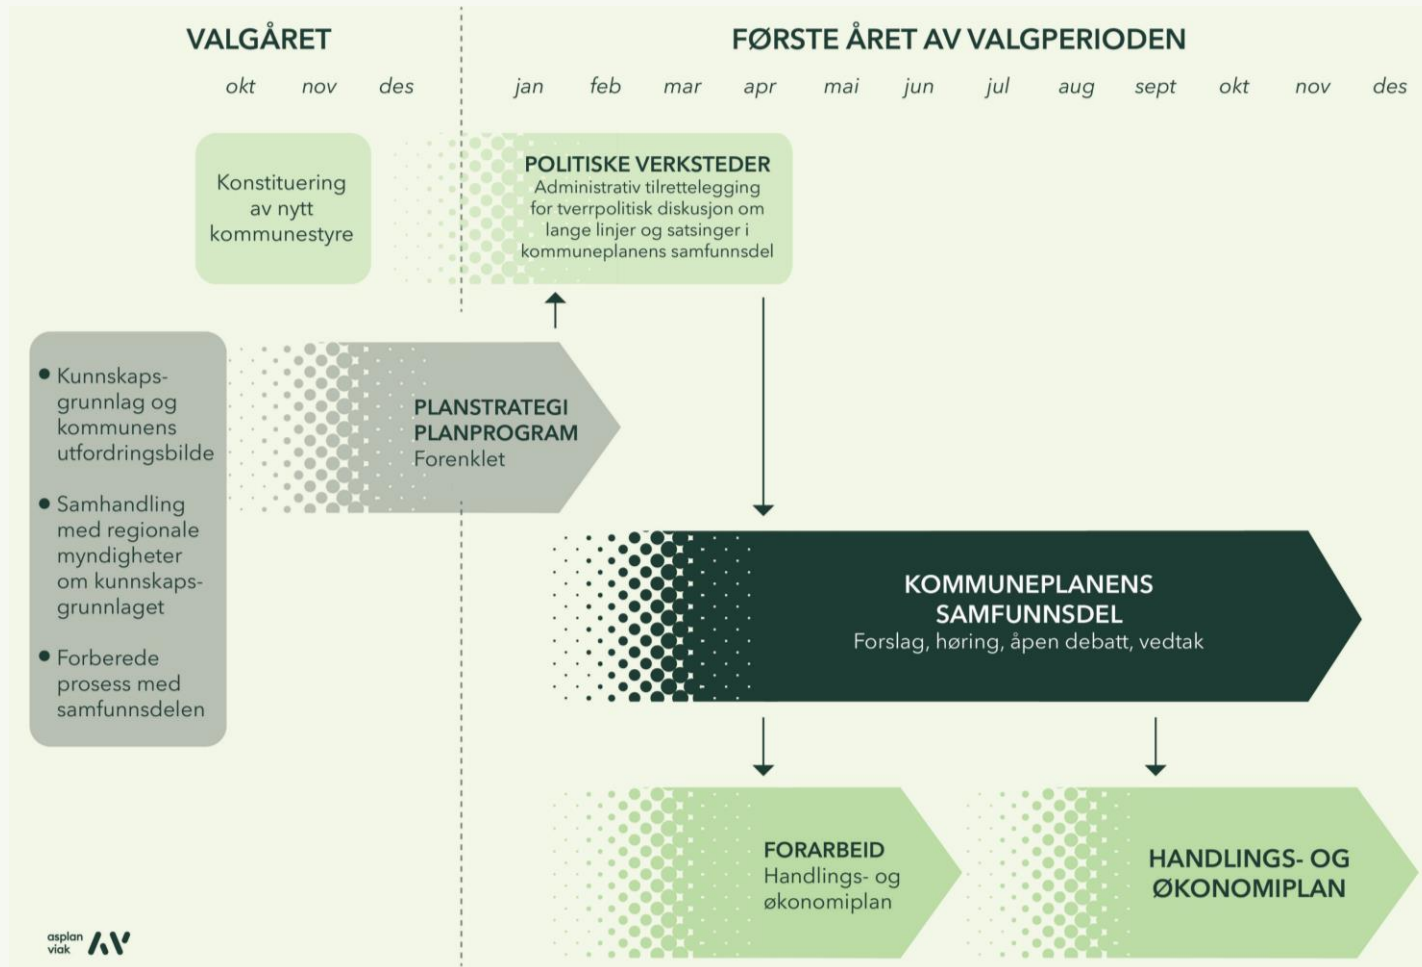 VALGÅRET
FØRSTE ÅRET AV VALGPERIODEN
okt nov des jan feb mar apr mai jun jul aug sept okt nov des
Konstituering
av nytt
kommunestyre
POLITISKE VERKSTEDER
Administrativ tilrettelegging
for tverrpolitisk diskusjon om
lange linjer og satsinger i
kommuneplanens samfunnsdel
• Kunnskaps-
grunnlag og
kommunens
utfordringsbilde
• Samhandling
med regionale
myndigheter
om kunnskaps-
grunnlaget
• Forberede
prosess med
samfunnsdelen
PLANSTRATEGI
PLANPROGRAM
Forenklet
KOMMUNEPLANENS
SAMFUNNSDEL
Forslag, høring, åpen debatt, vedtak
FORARBEID
Handlings- og
økonomiplan
HANDLINGS- OG
ØKONOMIPLAN
asplan
viak